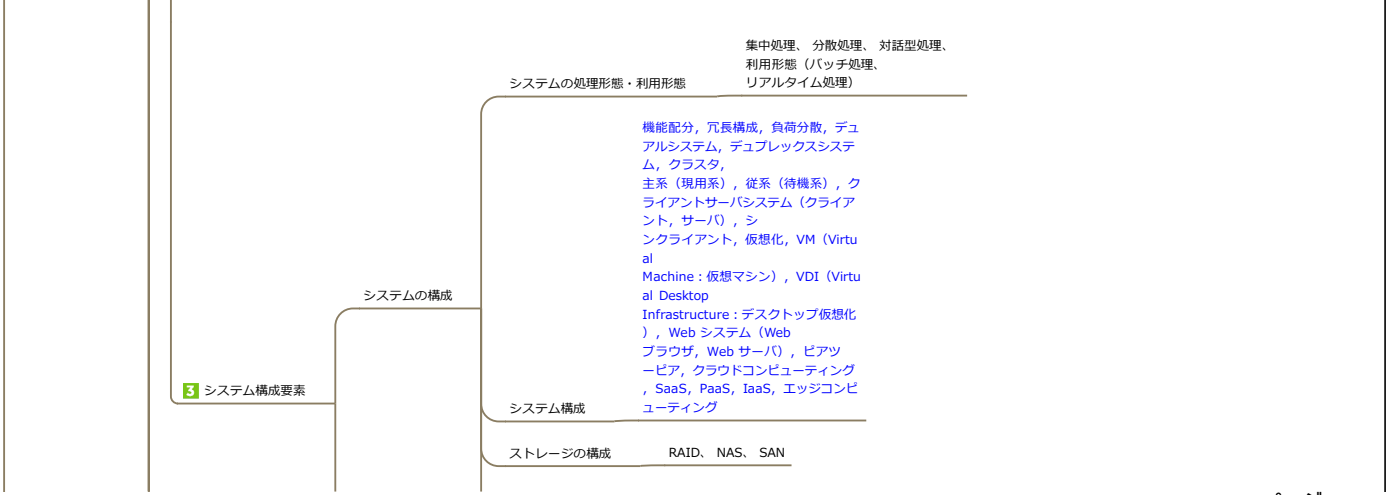 集中処理、 分散処理、 対話型処理、
利用形態（バッチ処理、
リアルタイム処理）
システムの処理形態・利用形態
機能配分，冗長構成，負荷分散，デュ
アルシステム，デュプレックスシステ
ム，クラスタ，
主系（現用系），従系（待機系），ク
ライアントサーバシステム（クライア
ント，サーバ），シ
ンクライアント，仮想化，VM（Virtu
al
Machine：仮想マシン），VDI（Virtu
al Desktop
Infrastructure：デスクトップ仮想化
），Web システム（Web
ブラウザ，Web サーバ），ピアツ
ーピア，クラウドコンピューティング
，SaaS，PaaS，IaaS，エッジコンピ
ューティング
システムの構成
3 システム構成要素
システム構成
ストレージの構成
RAID、 NAS、 SAN